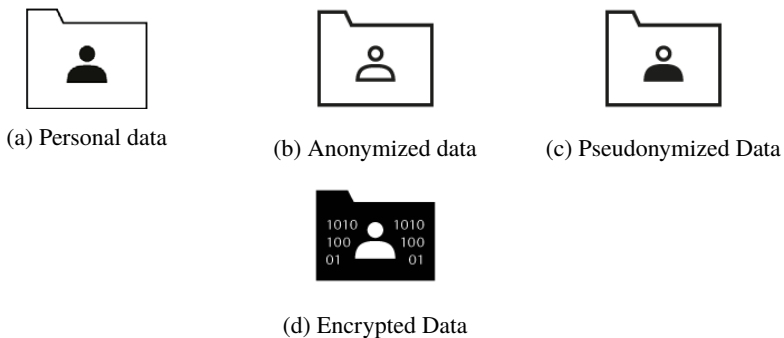 (a) Personal data
(b) Anonymized data
(c) Pseudonymized Data
1010 1010
100 100
01 01
(d) Encrypted Data